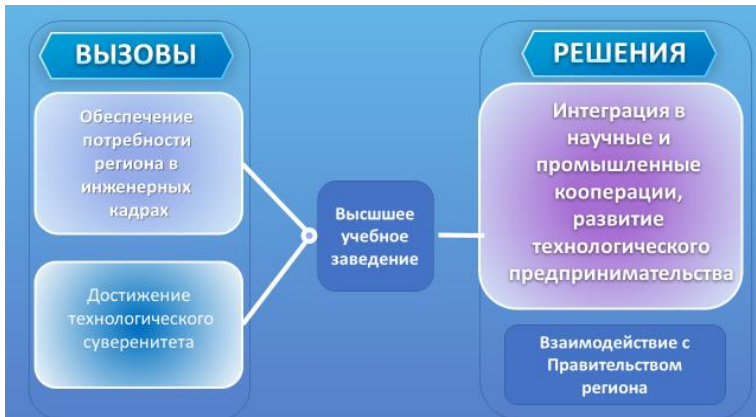 ВЫЗОВЫ
Обеспечение
потребности
региона в
инженерных
кадрах
Достижение
технологического
суверенитета
Высшшее
учебное
заведение
РЕШЕНИЯ
Интеграция в
научные и
промышленные
кооперации,
развитие
технологического
предпринимательства
Взаимодействие с
Правительством
региона